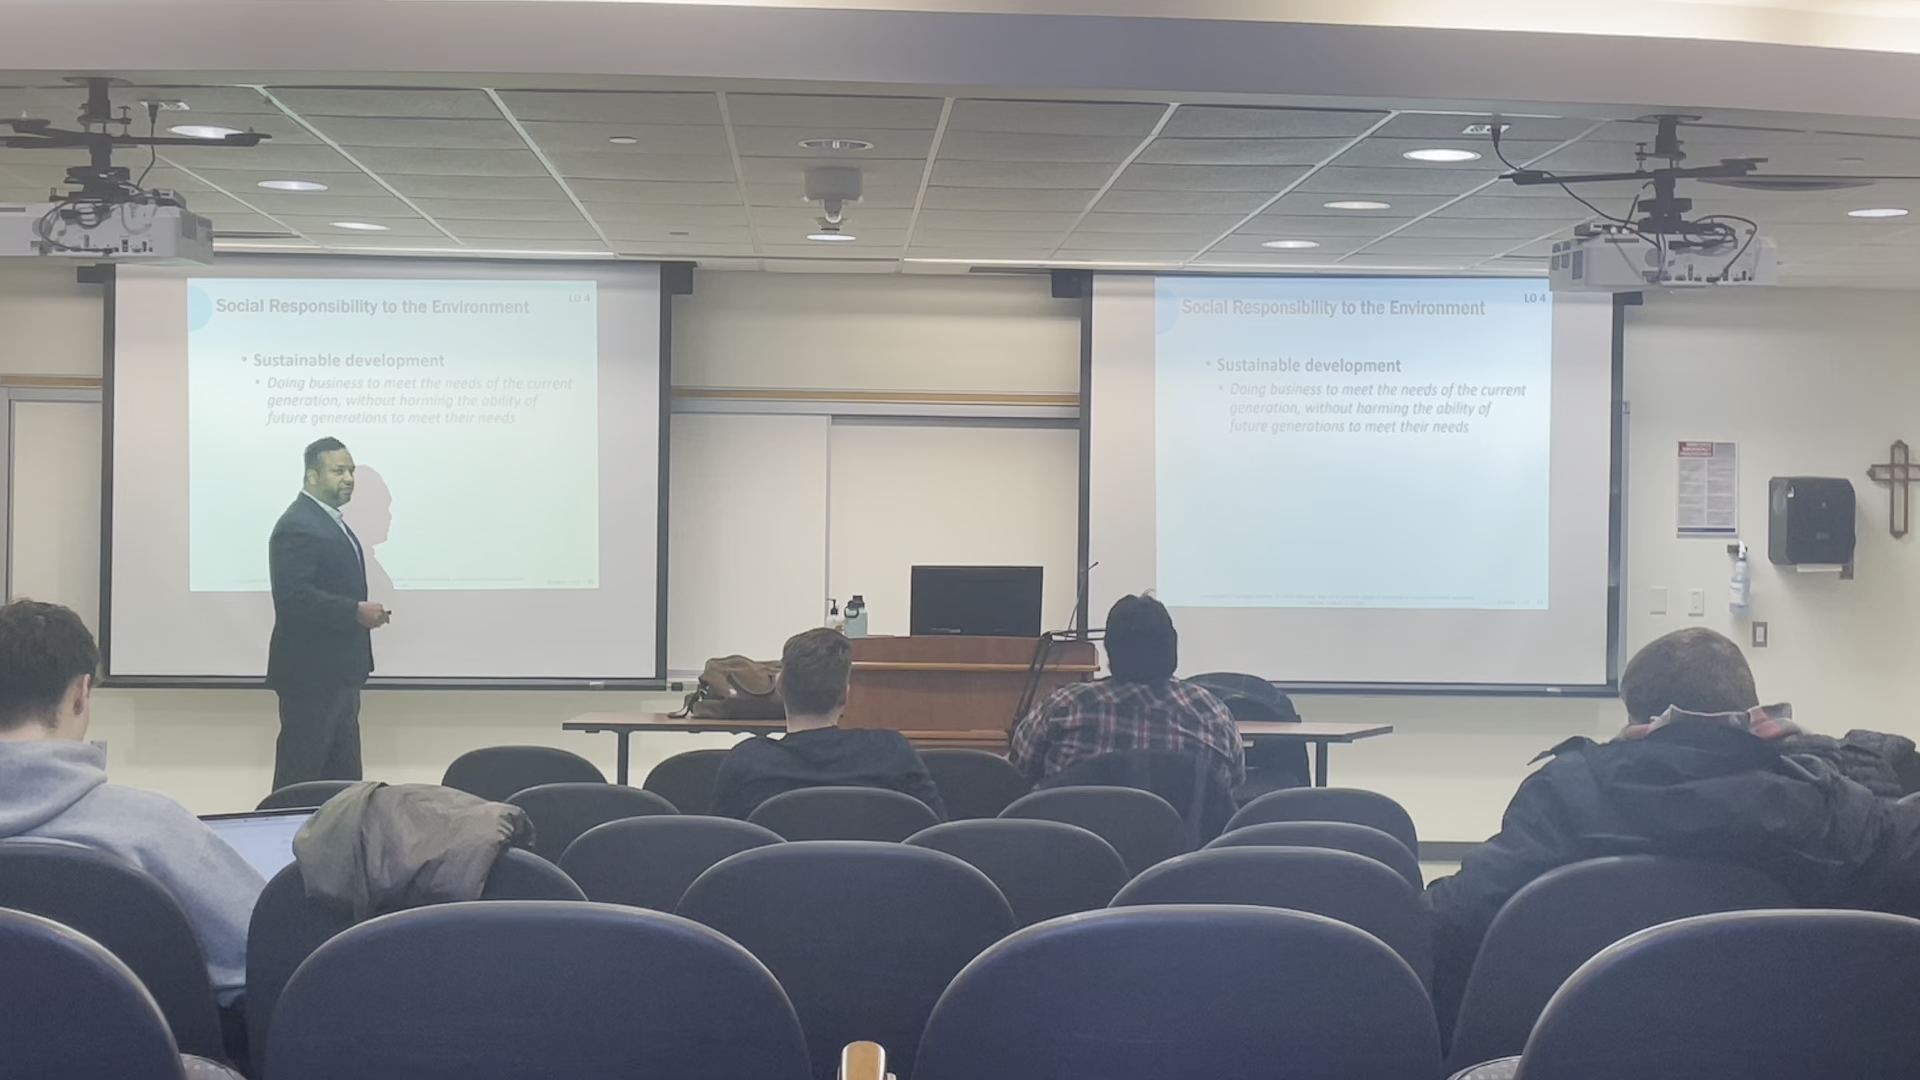 Social Responsibility to the Environment
LO 4
• Sustainable development
• Doing business to meet the needs of the current
generation, without harming the ability of
future generations to meet their needs
Social Responsibility to the Environment
LO 4
• Sustainable development
• Doing business to meet the needs of the current
generation, without harming the ability of
future generations to meet their needs